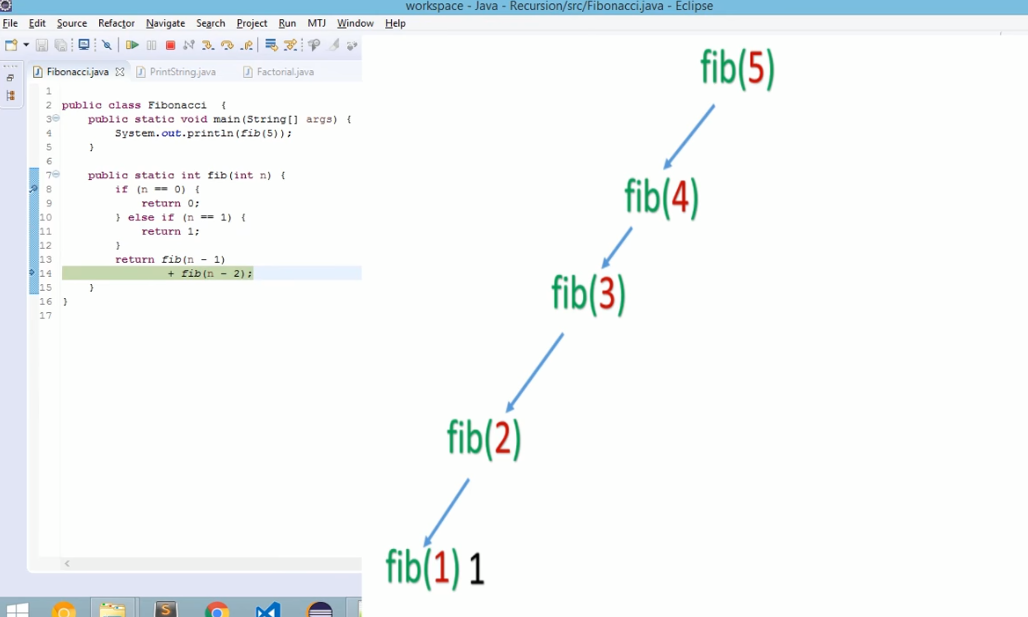 workspace - Java - Recursion/src/Fibonacci.java - Eclipse
File Edit Source Refactor Navigate Search Project Run MTJ Window Help
Fibonacci.java PrintString.java Factorial.java
1
2 public class Fibonacci {
3 public static void main(String[] args) {
4 System.out.println(fib(5));
5 }
6
7 public static int fib(int n) {
8 if (n == 0) {
9 return 0;
10 } else if (n == 1) {
11 return 1;
12 }
13 return fib(n - 1)
14 + fib(n - 2);
15 }
16 }
17
fib(5)
fib(4)
fib(3)
fib(2)
fib(1) 1